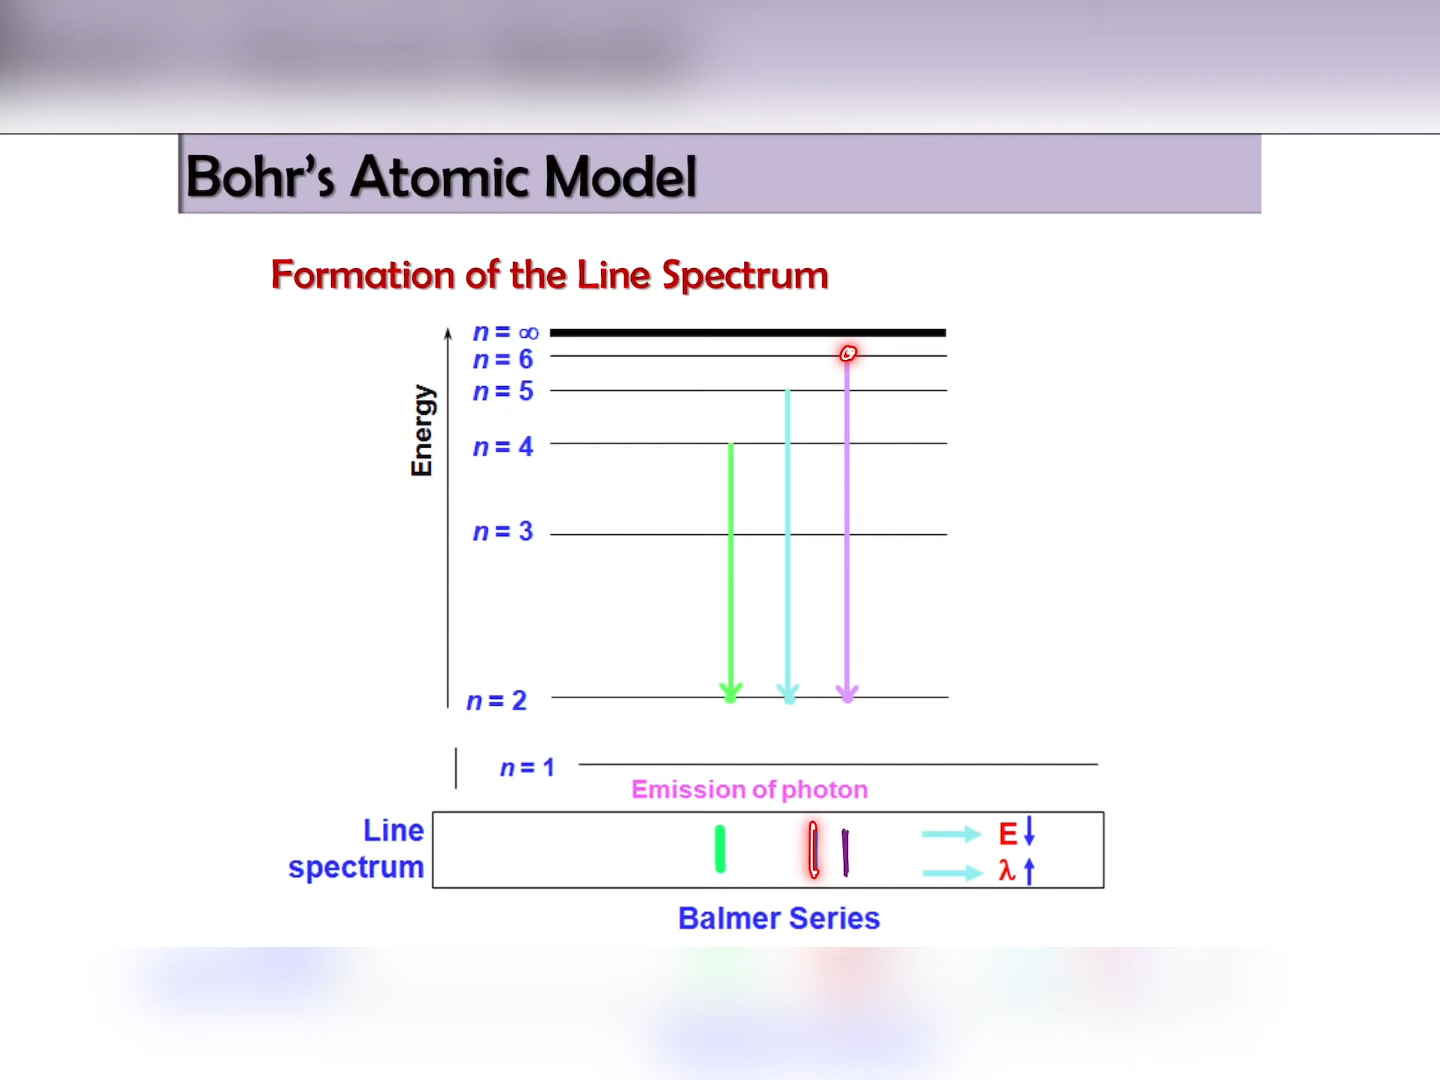 Bohr's Atomic Model
Formation of the Line Spectrum
n = ∞
n = 6
n = 5
n = 4
n = 3
n = 2
n = 1
Energy
Emission of photon
Line
spectrum
E ↓
λ ↑
Balmer Series